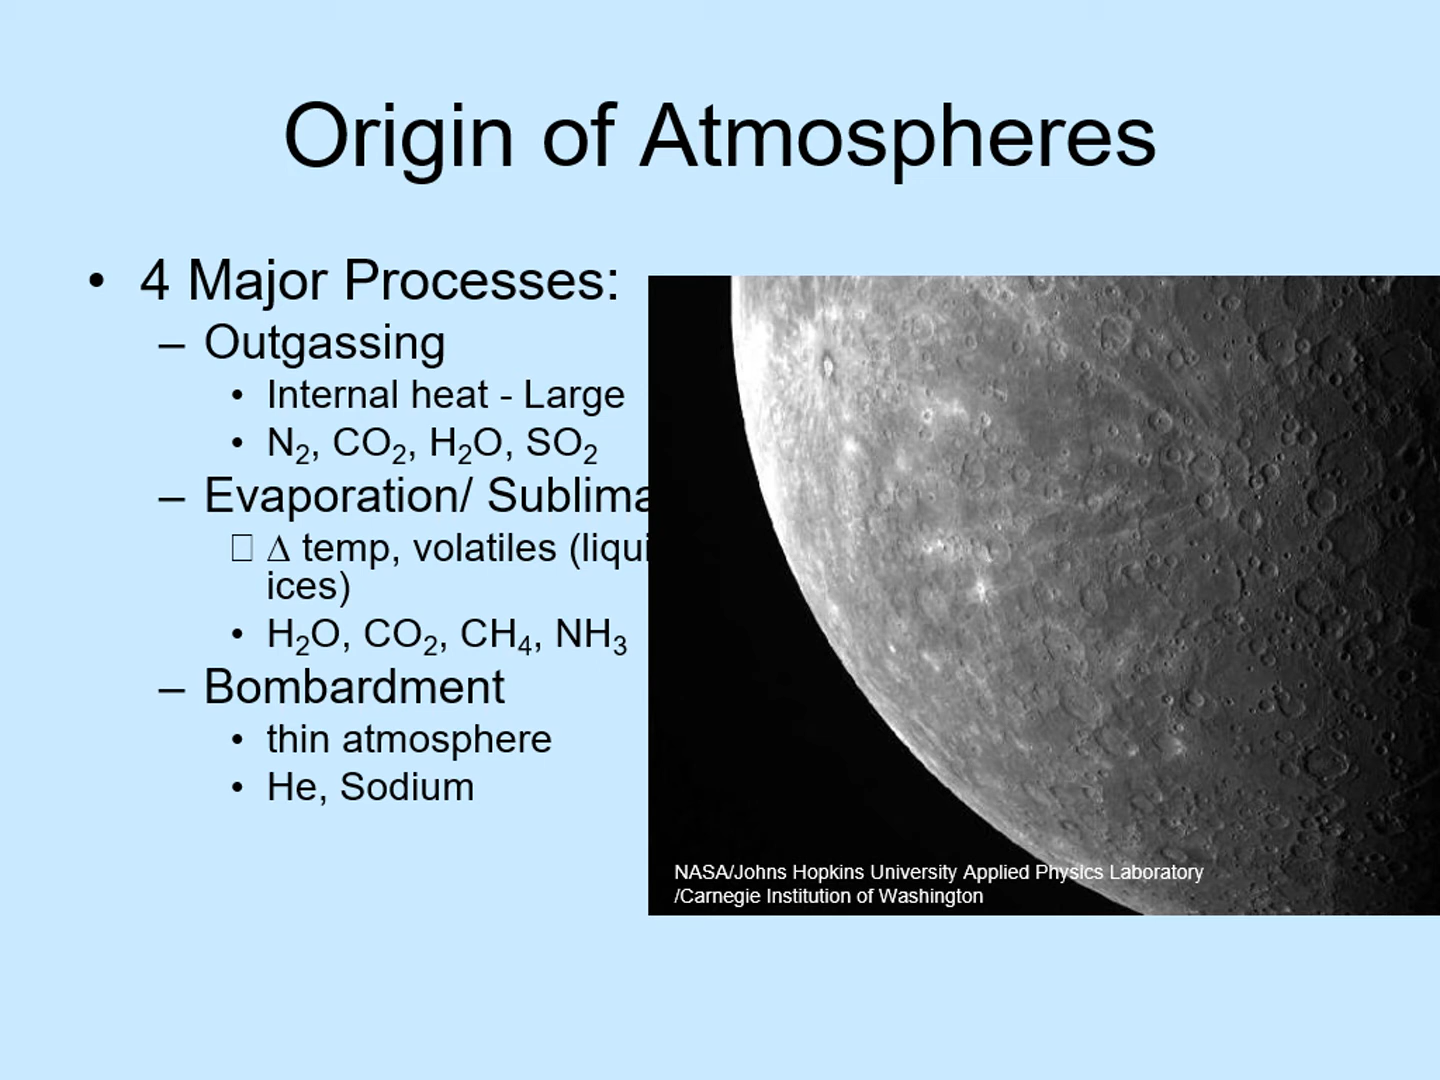 Origin of Atmospheres
• 4 Major Processes:
– Outgassing
• Internal heat - Large
• N₂, CO₂, H₂O, SO₂
– Evaporation/ Sublima
□ Δ temp, volatiles (liqui
ices)
• H₂O, CO₂, CH₄, NH₃
– Bombardment
• thin atmosphere
• He, Sodium
NASA/Johns Hopkins University Applied Physics Laboratory
/Carnegie Institution of Washington